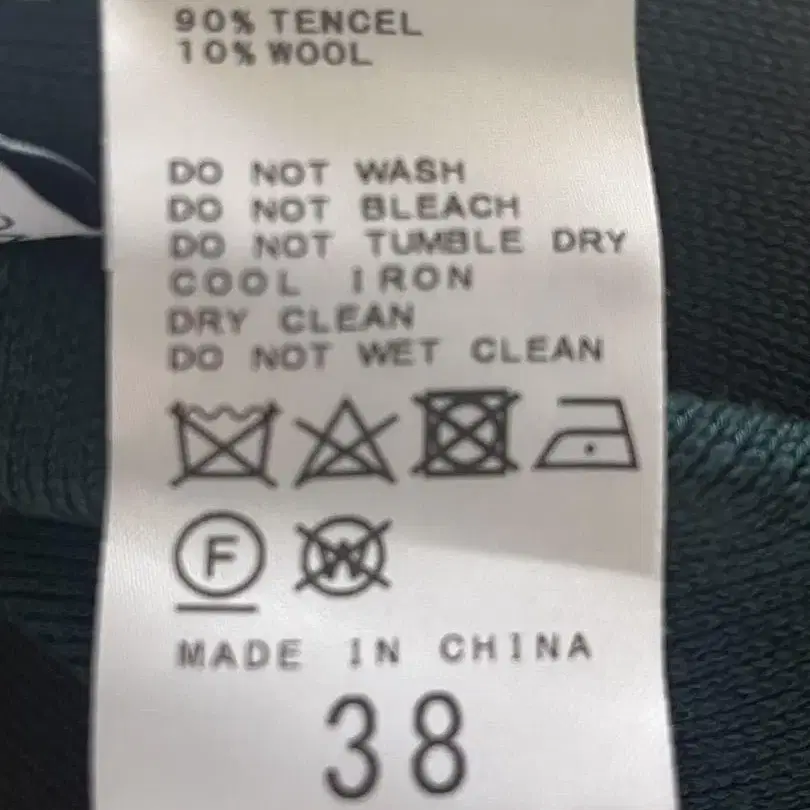 90% TENCEL
10% WOOL
DO NOT WASH
DO NOT BLEACH
DO NOT TUMBLE DRY
COOL IRON
DRY CLEAN
DO NOT WET CLEAN
F W
MADE IN CHINA
38